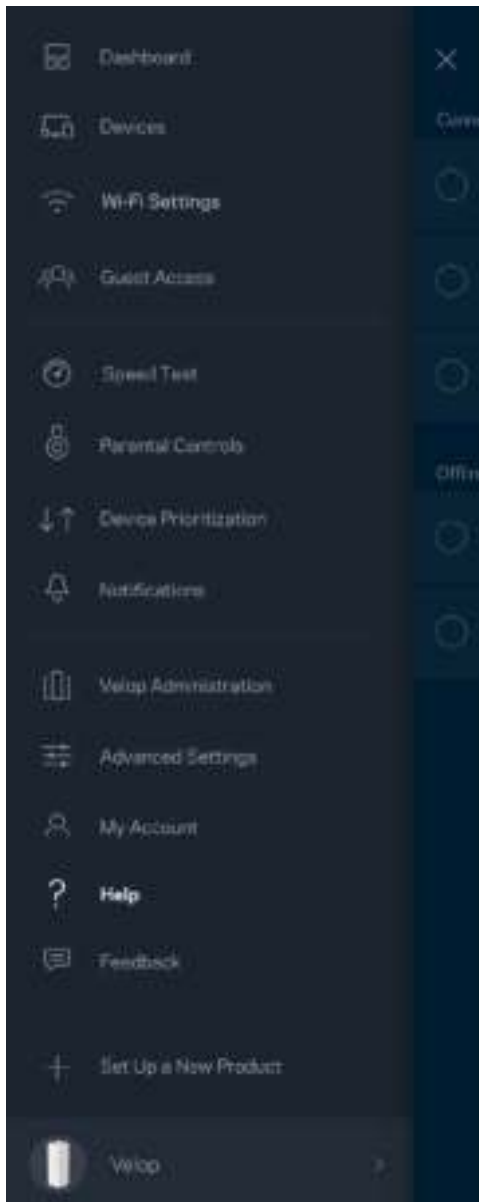 Dashboard
Devices
Wi-Fi Settings
Guest Access
Speed Test
Parental Controls
Device Prioritization
Notifications
Velop Administration
Advanced Settings
My Account
Help
Feedback
Set Up a New Product
Velop